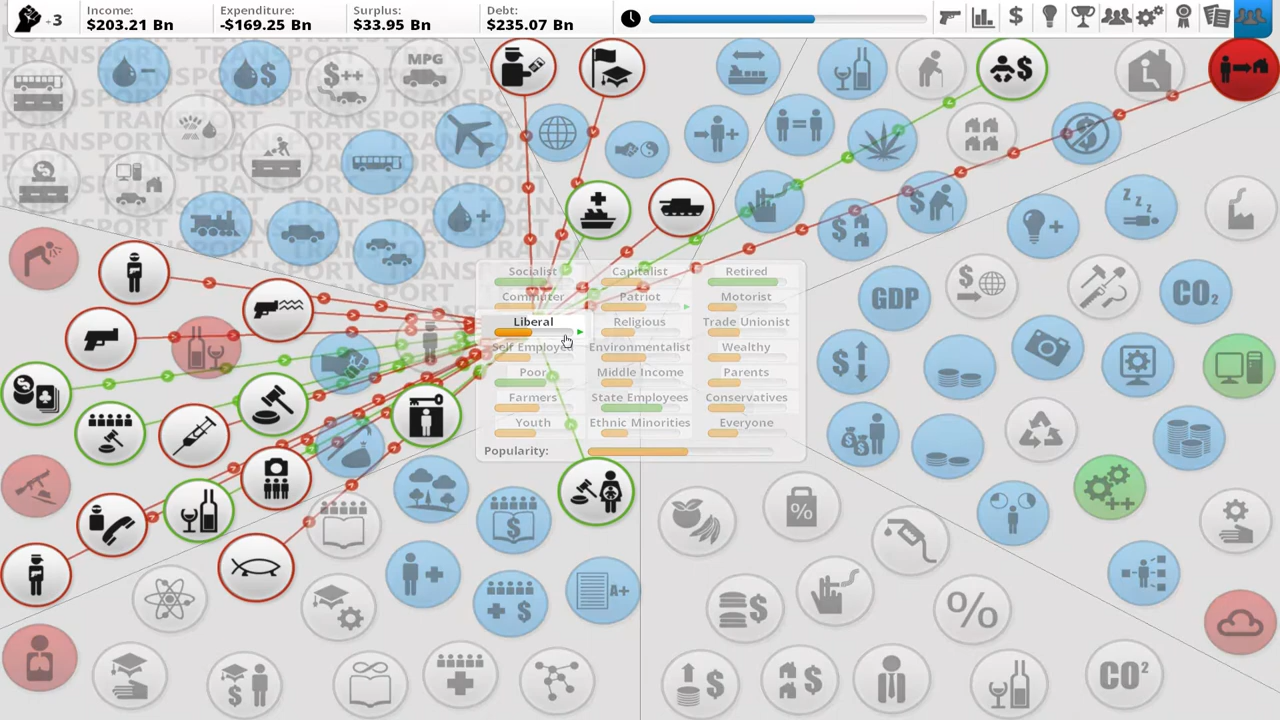 +3
Income:
$203.21 Bn
Expenditure:
-$169.25 Bn
Surplus:
$33.95 Bn
Debt:
$235.07 Bn
TRANSPORT TRANSPORT TRANSPORT
MPG
Socialist Capitalist Retired
Commuter Patriot Motorist
Liberal Religious Trade Unionist
Self Employed Environmentalist Wealthy
Poor Middle Income Parents
Farmers State Employees Conservatives
Youth Ethnic Minorities Everyone
Popularity:
GDP
CO₂
A+
%
%
CO²